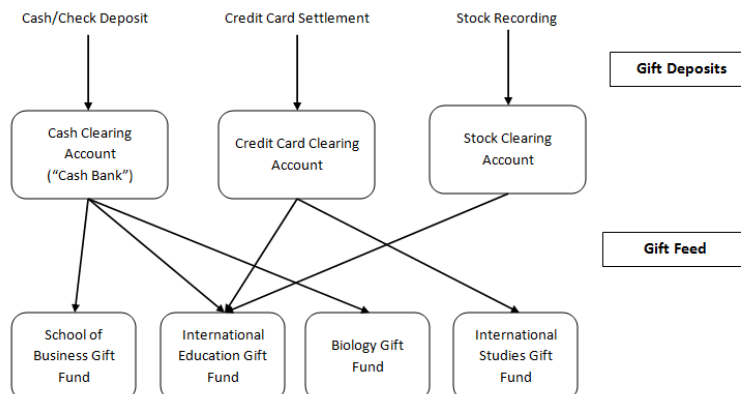 Cash/Check Deposit
Credit Card Settlement
Stock Recording
Gift Deposits
Cash Clearing
Account
(“Cash Bank”)
Credit Card Clearing
Account
Stock Clearing
Account
Gift Feed
School of
Business Gift
Fund
International
Education Gift
Fund
Biology Gift
Fund
International
Studies Gift
Fund